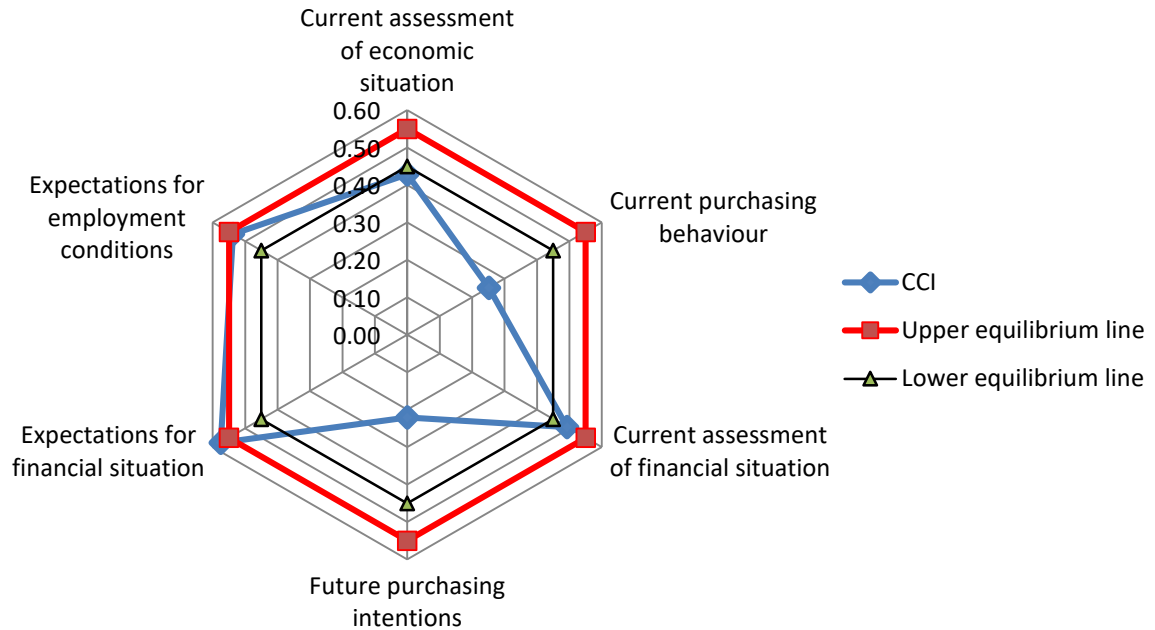 Current assessment
of economic
situation
0.60
0.50
0.40
0.30
0.20
0.10
0.00
Expectations for
employment
conditions
Current purchasing
behaviour
CCI
Upper equilibrium line
Lower equilibrium line
Expectations for
financial situation
Current assessment
of financial situation
Future purchasing
intentions